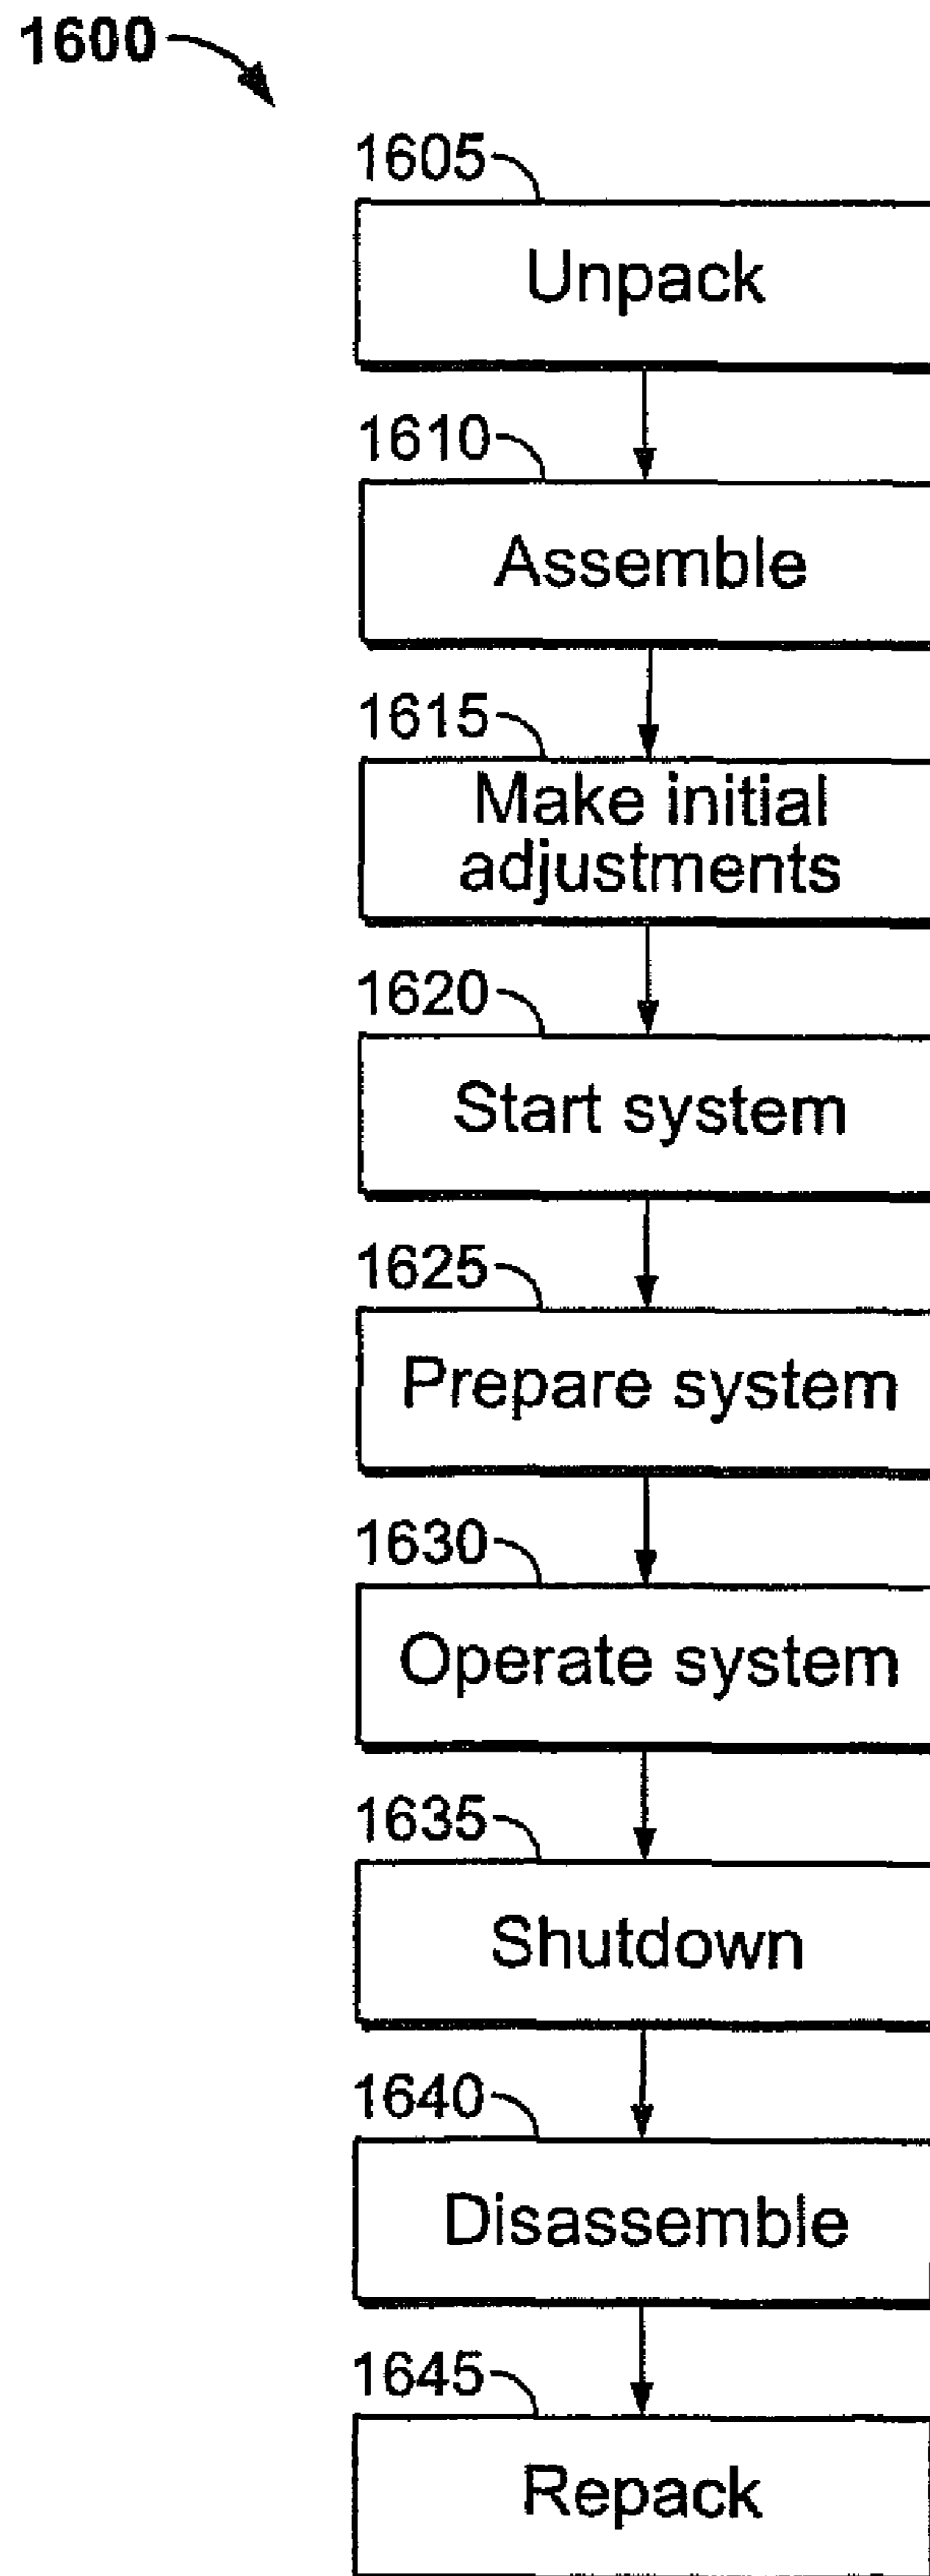 1600
1605
Unpack
1610
Assemble
1615
Make initial
adjustments
1620
Start system
1625
Prepare system
1630
Operate system
1635
Shutdown
1640
Disassemble
1645
Repack